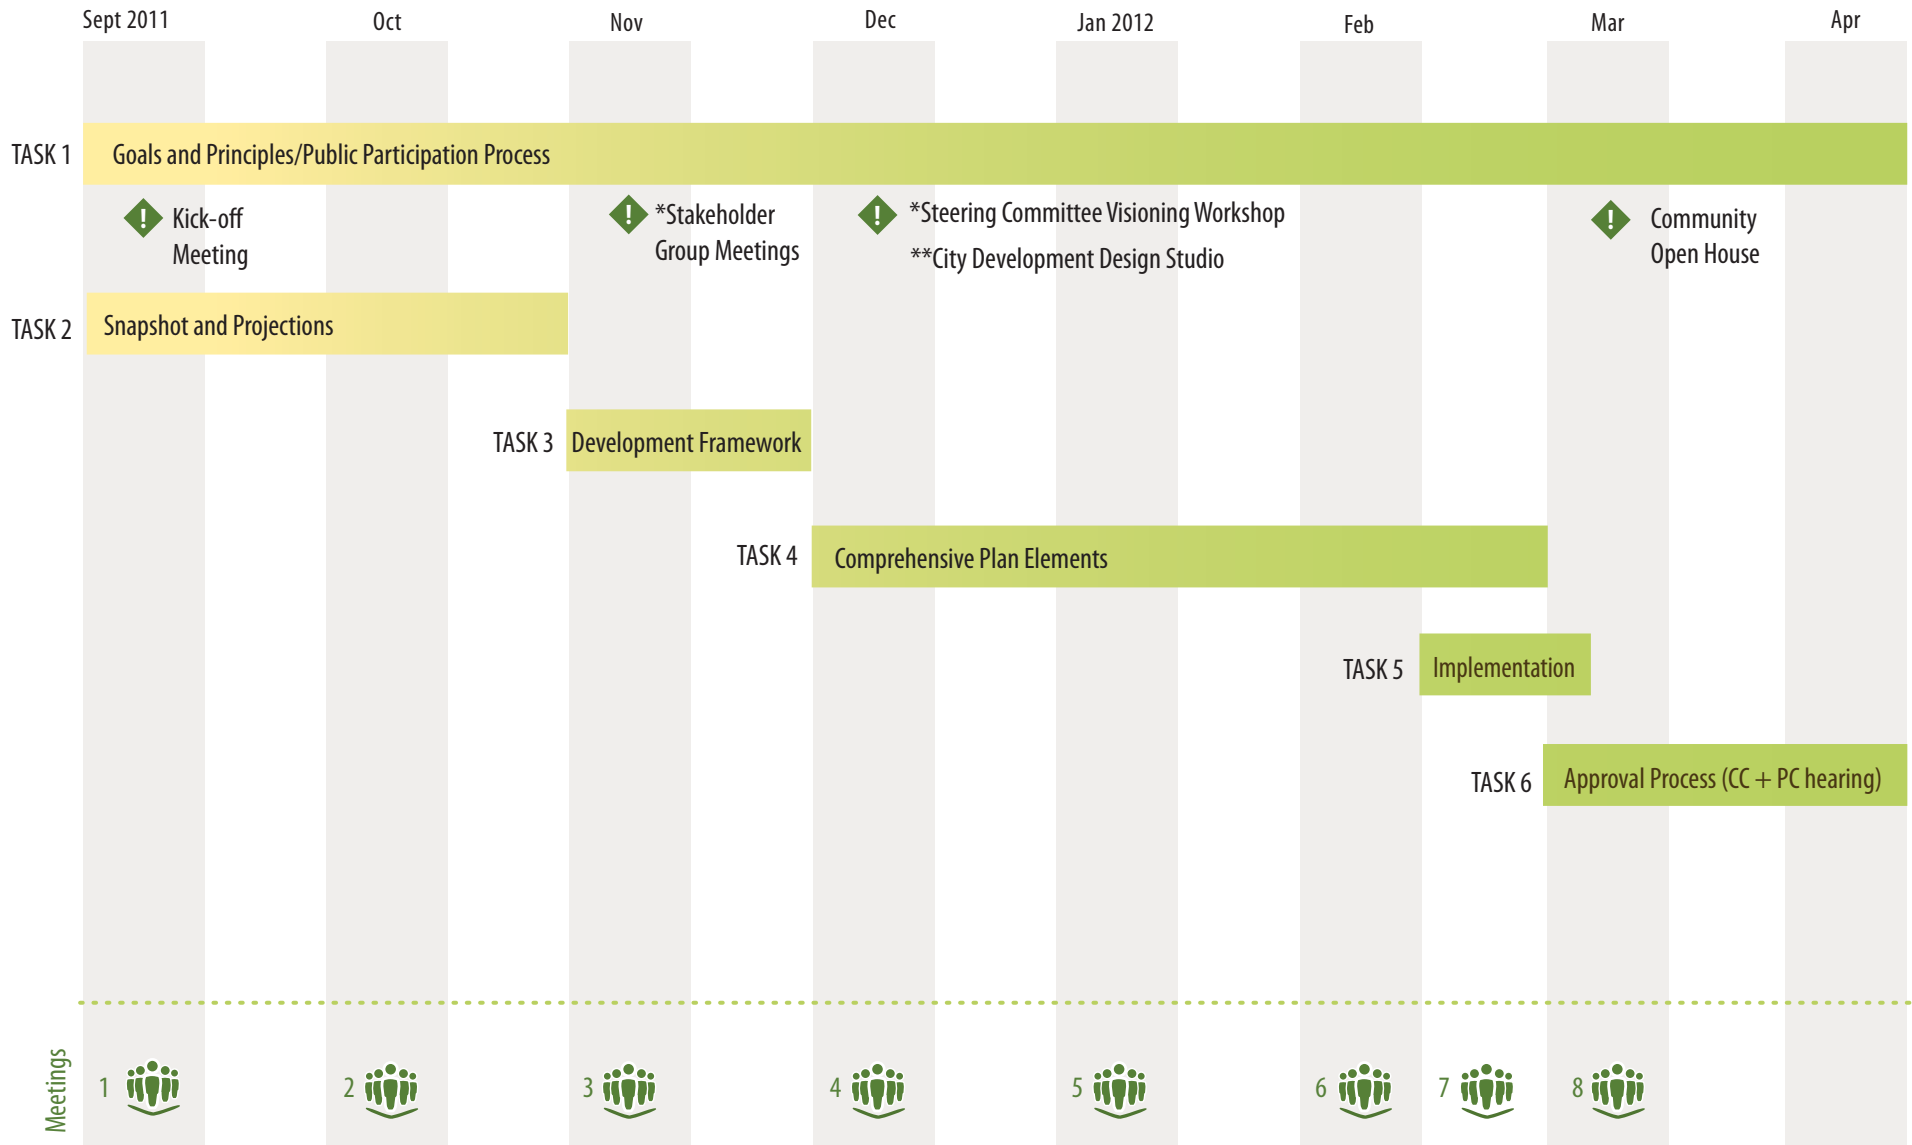 Sept 2011 Oct Nov Dec Jan 2012 Feb Mar Apr
TASK 1 Goals and Principles/Public Participation Process
! Kick-off
Meeting
! *Stakeholder
Group Meetings
! *Steering Committee Visioning Workshop
**City Development Design Studio
! Community
Open House
TASK 2 Snapshot and Projections
TASK 3 Development Framework
TASK 4 Comprehensive Plan Elements
TASK 5 Implementation
TASK 6 Approval Process (CC + PC hearing)
Meetings 1 2 3 4 5 6 7 8